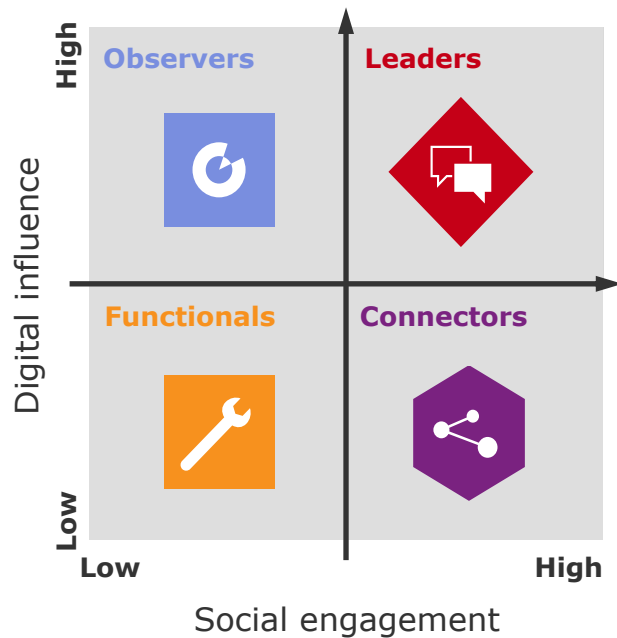 High
Observers
Leaders
Digital influence
Functionals
Connectors
Low
Low
High
Social engagement